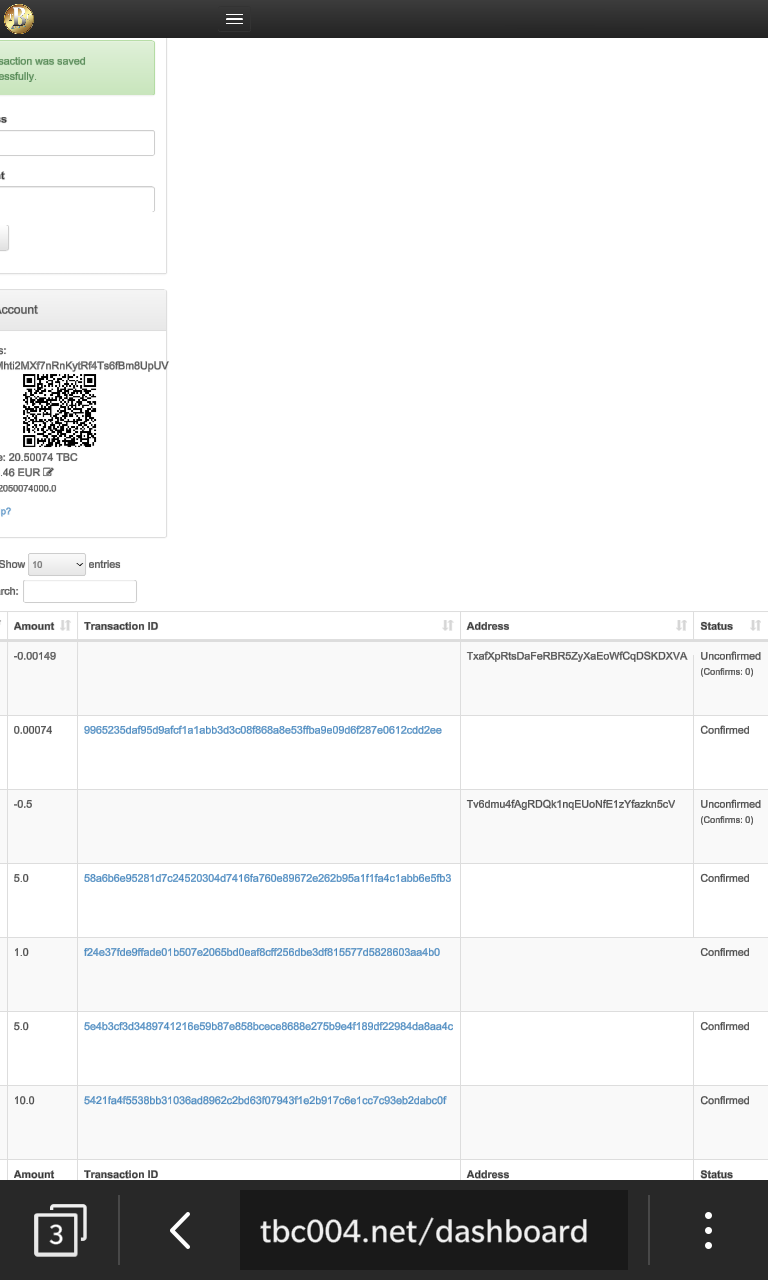 saction was saved
essfully.
ss
nt
Account
s:
Mhti2MXf7nRnKytRf4Ts6fBm8UpUV
e: 20.50074 TBC
.46 EUR
2050074000.0
p?
Show 10 entries
arch:
Amount Transaction ID Address Status
-0.00149 TxafXpRtsDaFeRBR5ZyXaEoWfCqDSKDXVA Unconfirmed
(Confirms: 0)
0.00074 9965235daf95d9afcf1a1abb3d3c08f868a8e53ffba9e09d6f287e0612cdd2ee Confirmed
-0.5 Tv6dmu4fAgRDQk1nqEUoNfE1zYfazkn5cV Unconfirmed
(Confirms: 0)
5.0 58a6b6e95281d7c24520304d7416fa760e89672e262b95a1f1fa4c1abb6e5fb3 Confirmed
1.0 f24e37fde9ffade01b507e2065bd0eaf8cff256dbe3df815577d5828603aa4b0 Confirmed
5.0 5e4b3cf3d3489741216e59b87e858bcece8688e275b9e4f189df22984da8aa4c Confirmed
10.0 5421fa4f5538bb31036ad8962c2bd63f07943f1e2b917c6e1cc7c93eb2dabc0f Confirmed
Amount Transaction ID Address Status
3 tbc004.net/dashboard